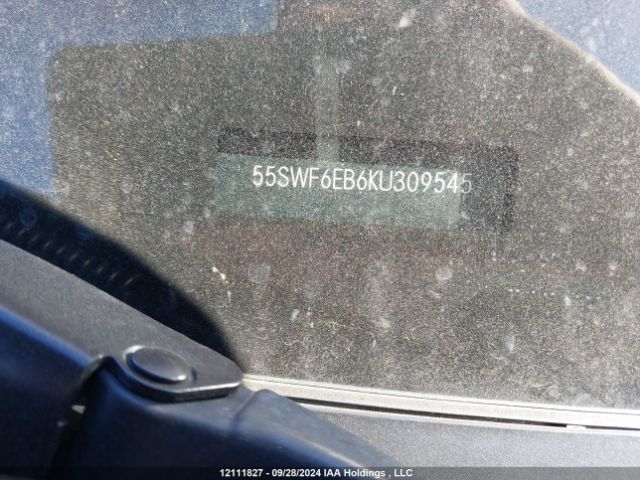 55SWF6EB6KU309545
12111827 - 09/28/2024 IAA Holdings , LLC